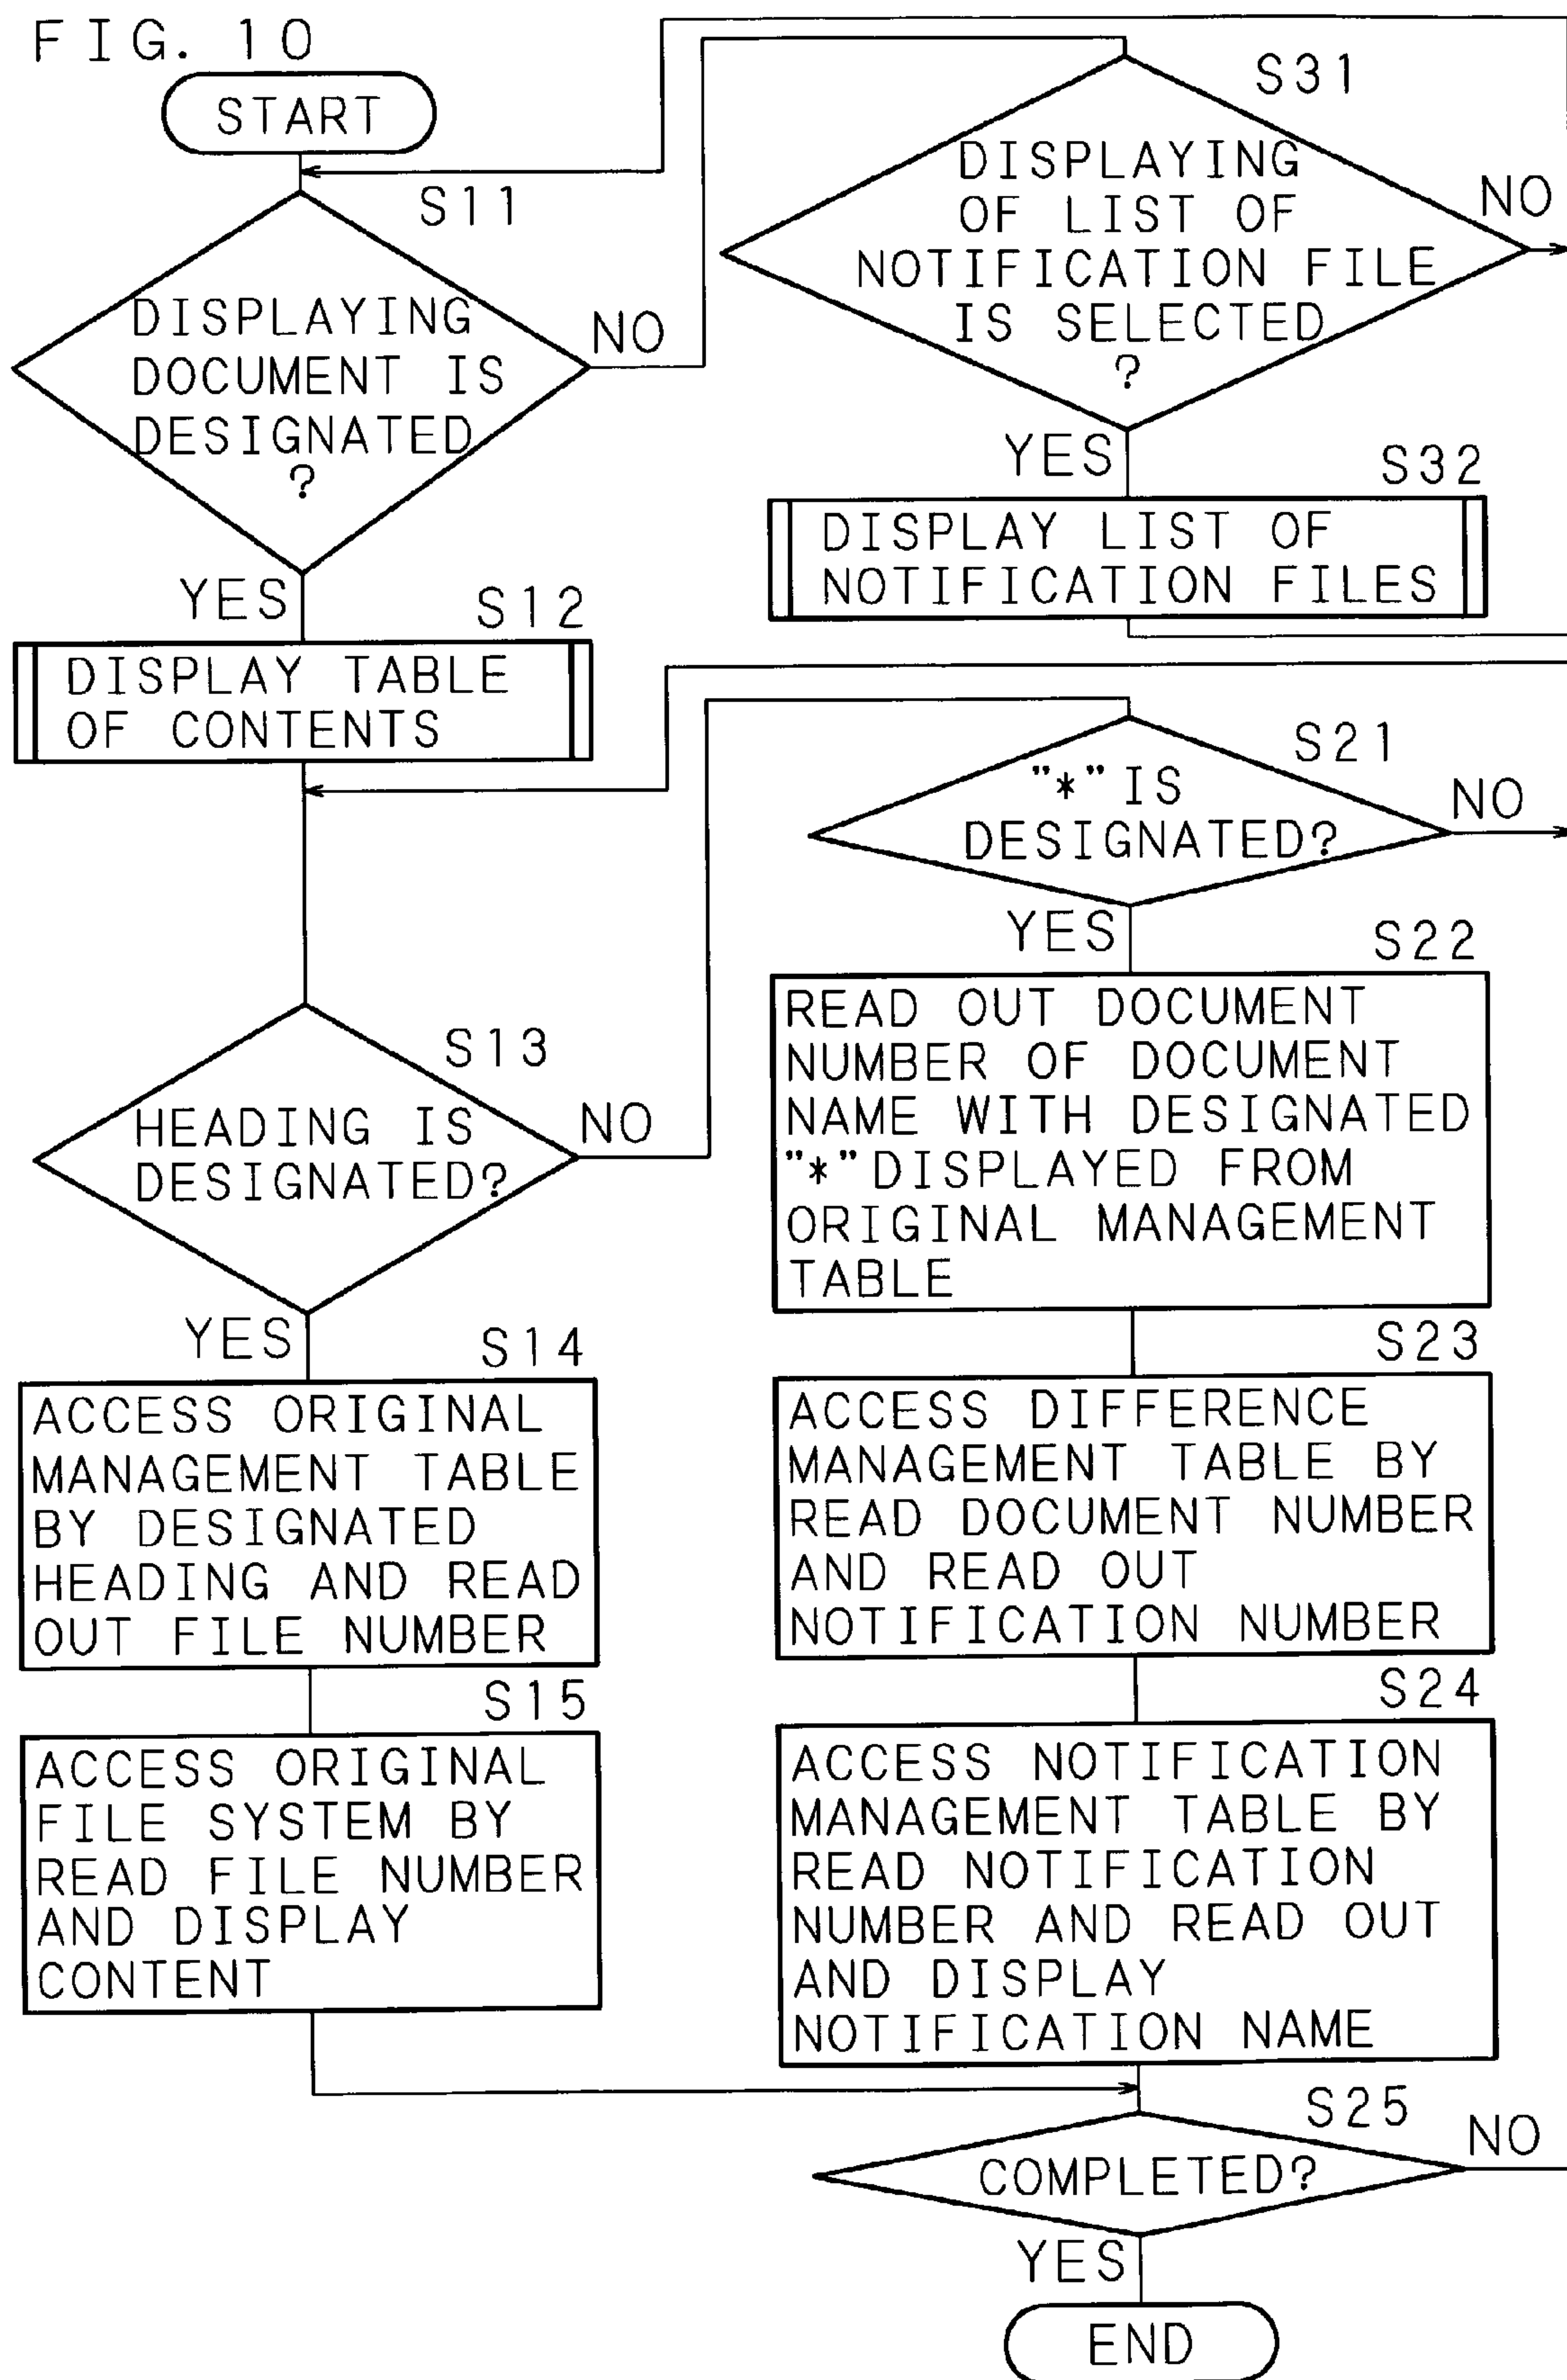 FIG. 10
START
S11
DISPLAYING
DOCUMENT IS
DESIGNATED
?
NO
YES
S12
DISPLAY TABLE
OF CONTENTS
S13
HEADING IS
DESIGNATED?
NO
YES
S14
ACCESS ORIGINAL
MANAGEMENT TABLE
BY DESIGNATED
HEADING AND READ
OUT FILE NUMBER
S15
ACCESS ORIGINAL
FILE SYSTEM BY
READ FILE NUMBER
AND DISPLAY
CONTENT
S31
DISPLAYING
OF LIST OF
NOTIFICATION FILE
IS SELECTED
?
NO
YES
S32
DISPLAY LIST OF
NOTIFICATION FILES
S21
"*" IS
DESIGNATED?
NO
YES
S22
READ OUT DOCUMENT
NUMBER OF DOCUMENT
NAME WITH DESIGNATED
"*" DISPLAYED FROM
ORIGINAL MANAGEMENT
TABLE
S23
ACCESS DIFFERENCE
MANAGEMENT TABLE BY
READ DOCUMENT NUMBER
AND READ OUT
NOTIFICATION NUMBER
S24
ACCESS NOTIFICATION
MANAGEMENT TABLE BY
READ NOTIFICATION
NUMBER AND READ OUT
AND DISPLAY
NOTIFICATION NAME
S25
COMPLETED?
NO
YES
END